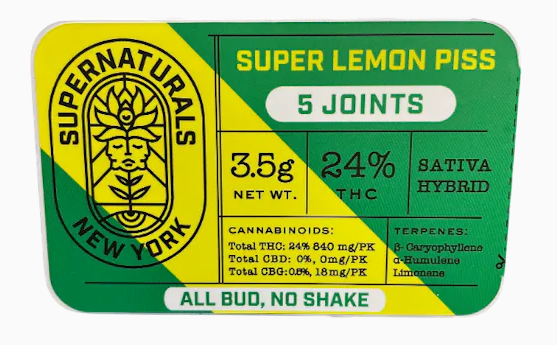 SUPERNATURALS
NEW YORK
SUPER LEMON PISS
5 JOINTS
3.5g
NET WT.
24%
THC
SATIVA
HYBRID
CANNABINOIDS:
Total THC: 24% 840 mg/PK
Total CBD: 0%, 0mg/PK
Total CBG: 0.5%, 18mg/PK
TERPENES:
β- Caryophyllene
α-Humulene
Limonene
ALL BUD, NO SHAKE